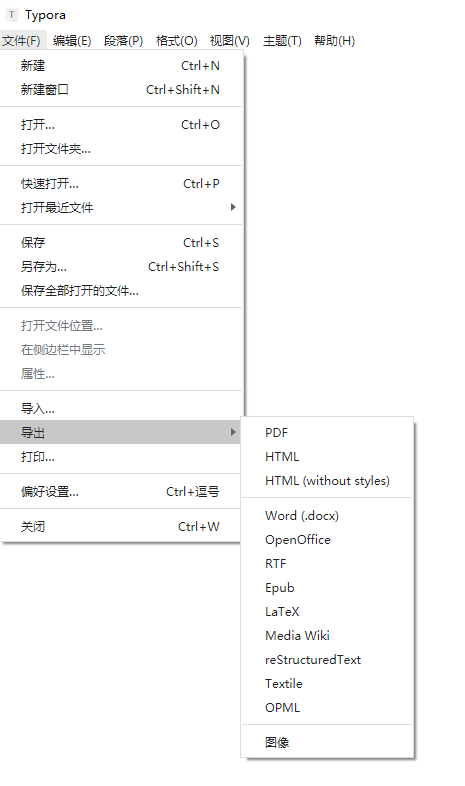 T Typora
文件(F) 编辑(E) 段落(P) 格式(O) 视图(V) 主题(T) 帮助(H)
新建 Ctrl+N
新建窗口 Ctrl+Shift+N
打开... Ctrl+O
打开文件夹...
快速打开... Ctrl+P
打开最近文件
保存 Ctrl+S
另存为... Ctrl+Shift+S
保存全部打开的文件...
打开文件位置...
在侧边栏中显示
属性...
导入...
导出
打印...
偏好设置... Ctrl+逗号
关闭 Ctrl+W
PDF
HTML
HTML (without styles)
Word (.docx)
OpenOffice
RTF
Epub
LaTeX
Media Wiki
reStructuredText
Textile
OPML
图像